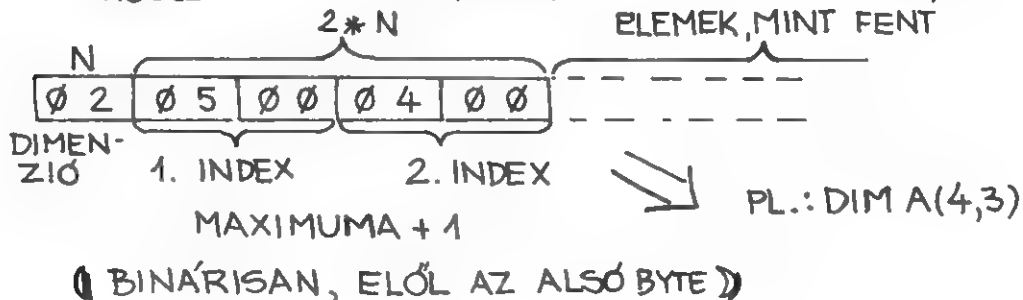 2*N ELEMEK, MINT FENT
N
Ø 2 Ø 5 Ø Ø Ø 4 Ø Ø
DIMEN-
ZIÓ 1. INDEX 2. INDEX
PL.: DIM A(4,3)
MAXIMUMA + 1
( BINÁRISAN, ELŐL AZ ALSÓ BYTE )